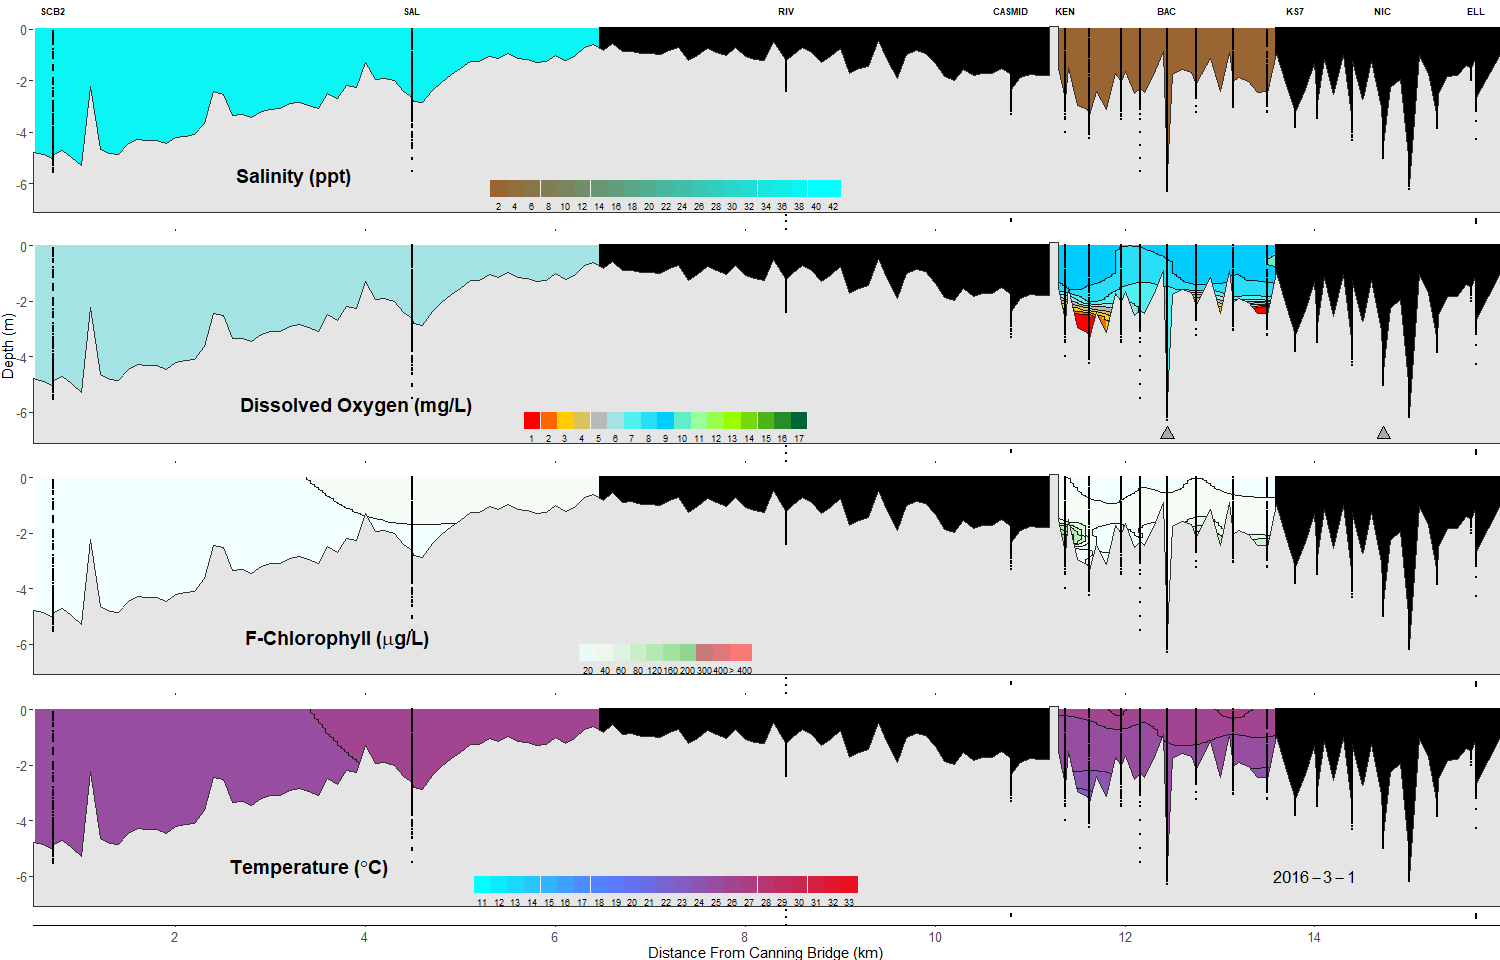 SCB2 SAL RIV CASMID KEN BAC KS7 NIC ELL
0
-2
-4
-6
Salinity (ppt)
2 4 6 8 10 12 14 16 18 20 22 24 26 28 30 32 34 36 38 40 42
0
-2
-4
-6
Depth (m)
Dissolved Oxygen (mg/L)
1 2 3 4 5 6 7 8 9 10 11 12 13 14 15 16 17
0
-2
-4
-6
F-Chlorophyll (µg/L)
20 40 60 80 120 160 200 300 400 > 400
0
-2
-4
-6
Temperature (°C)
2016–3–1
11 12 13 14 15 16 17 18 19 20 21 22 23 24 25 26 27 28 29 30 31 32 33
2 4 6 8 10 12 14
Distance From Canning Bridge (km)